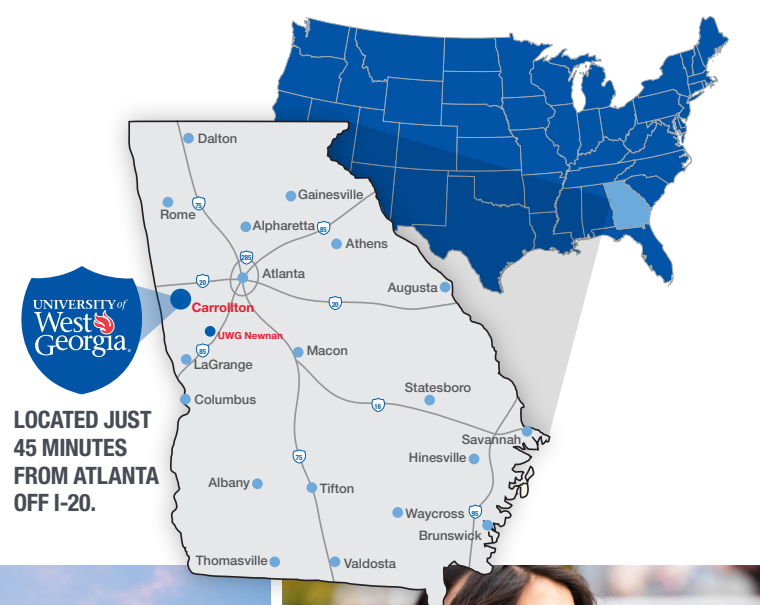 Dalton
Gainesville
75
Rome
Alpharetta
85
Athens
285
Atlanta
20
Augusta
20
Carrollton
UNIVERSITY of
West
Georgia®
UWG Newnan
85
Macon
LaGrange
Statesboro
Columbus
16
LOCATED JUST
45 MINUTES
FROM ATLANTA
OFF I-20.
Savannah
Hinesville
75
Albany
Tifton
Waycross
95
Brunswick
Thomasville
Valdosta